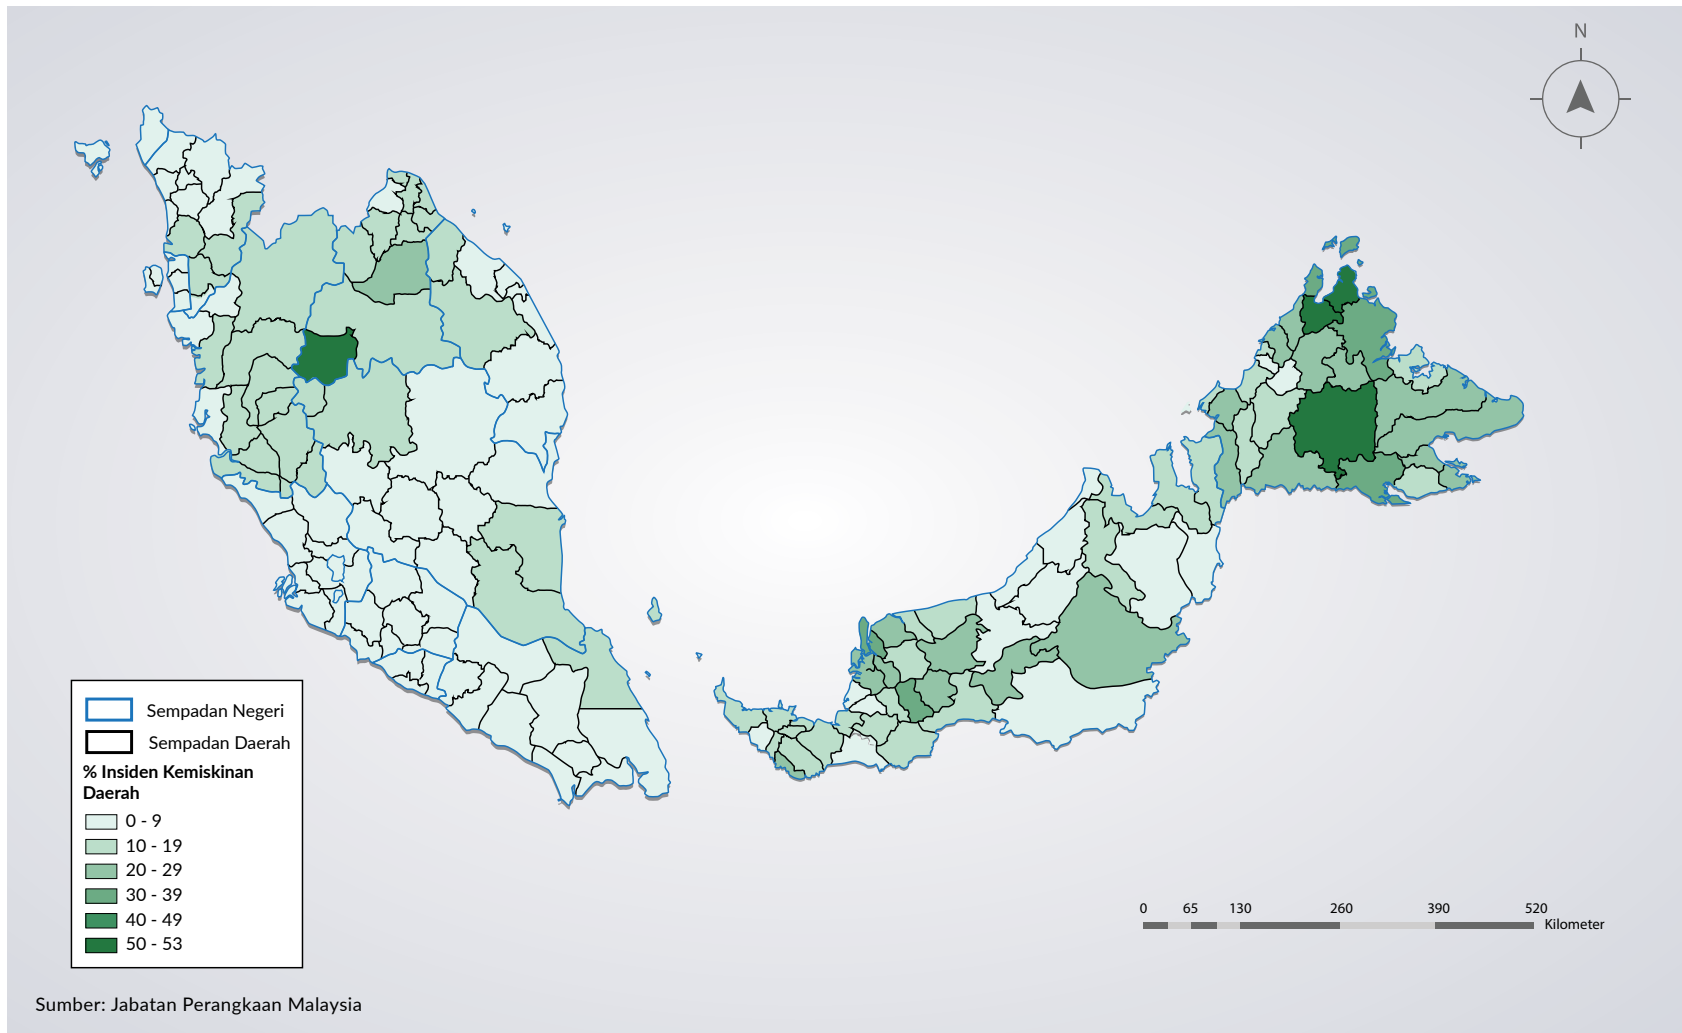 N
Sempadan Negeri
Sempadan Daerah
% Insiden Kemiskinan
Daerah
0 - 9
10 - 19
20 - 29
30 - 39
40 - 49
50 - 53
0 65 130 260 390 520
Kilometer
Sumber: Jabatan Perangkaan Malaysia